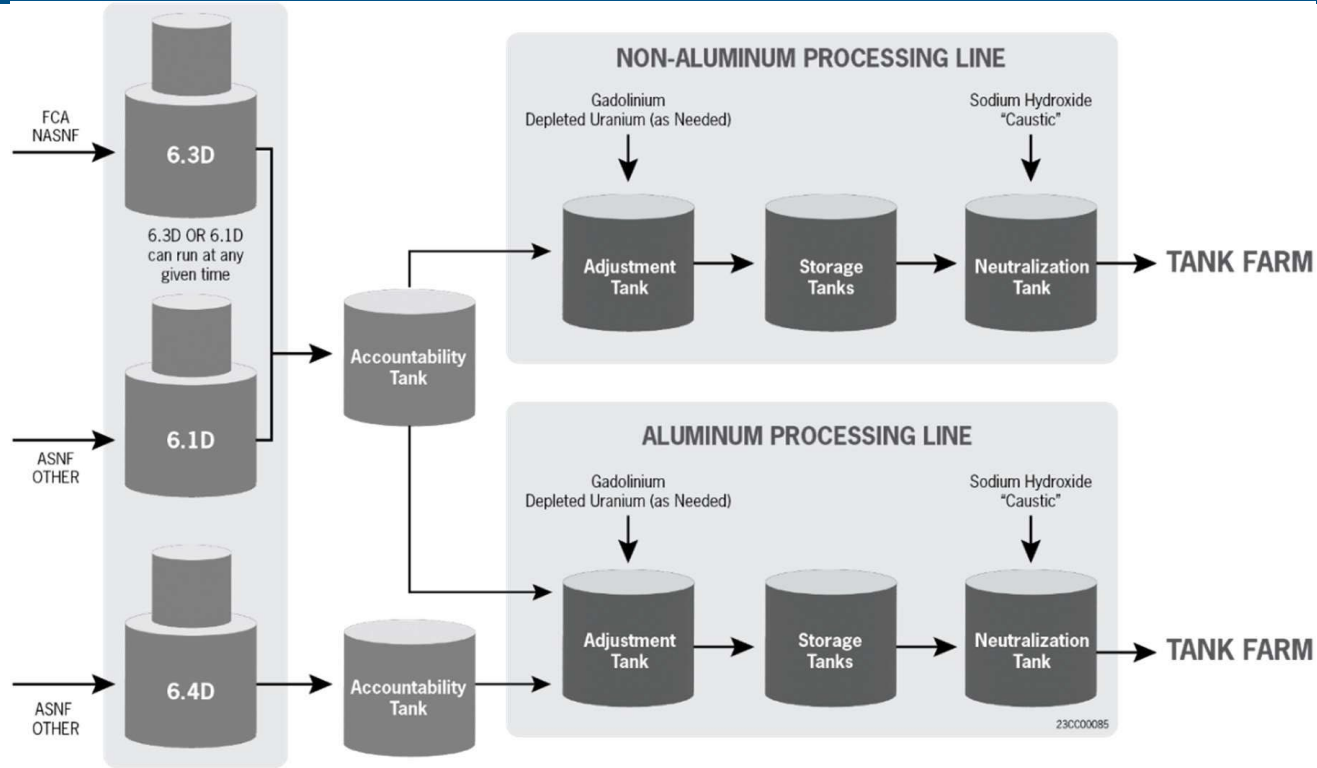 FCA
NASNF
6.3D
6.3D OR 6.1D
can run at any
given time
ASNF
OTHER
6.1D
ASNF
OTHER
6.4D
Accountability
Tank
Accountability
Tank
NON-ALUMINUM PROCESSING LINE
Gadolinium
Depleted Uranium (as Needed)
Sodium Hydroxide
"Caustic"
Adjustment
Tank
Storage
Tanks
Neutralization
Tank
TANK FARM
ALUMINUM PROCESSING LINE
Gadolinium
Depleted Uranium (as Needed)
Sodium Hydroxide
"Caustic"
Adjustment
Tank
Storage
Tanks
Neutralization
Tank
TANK FARM
23CC00085